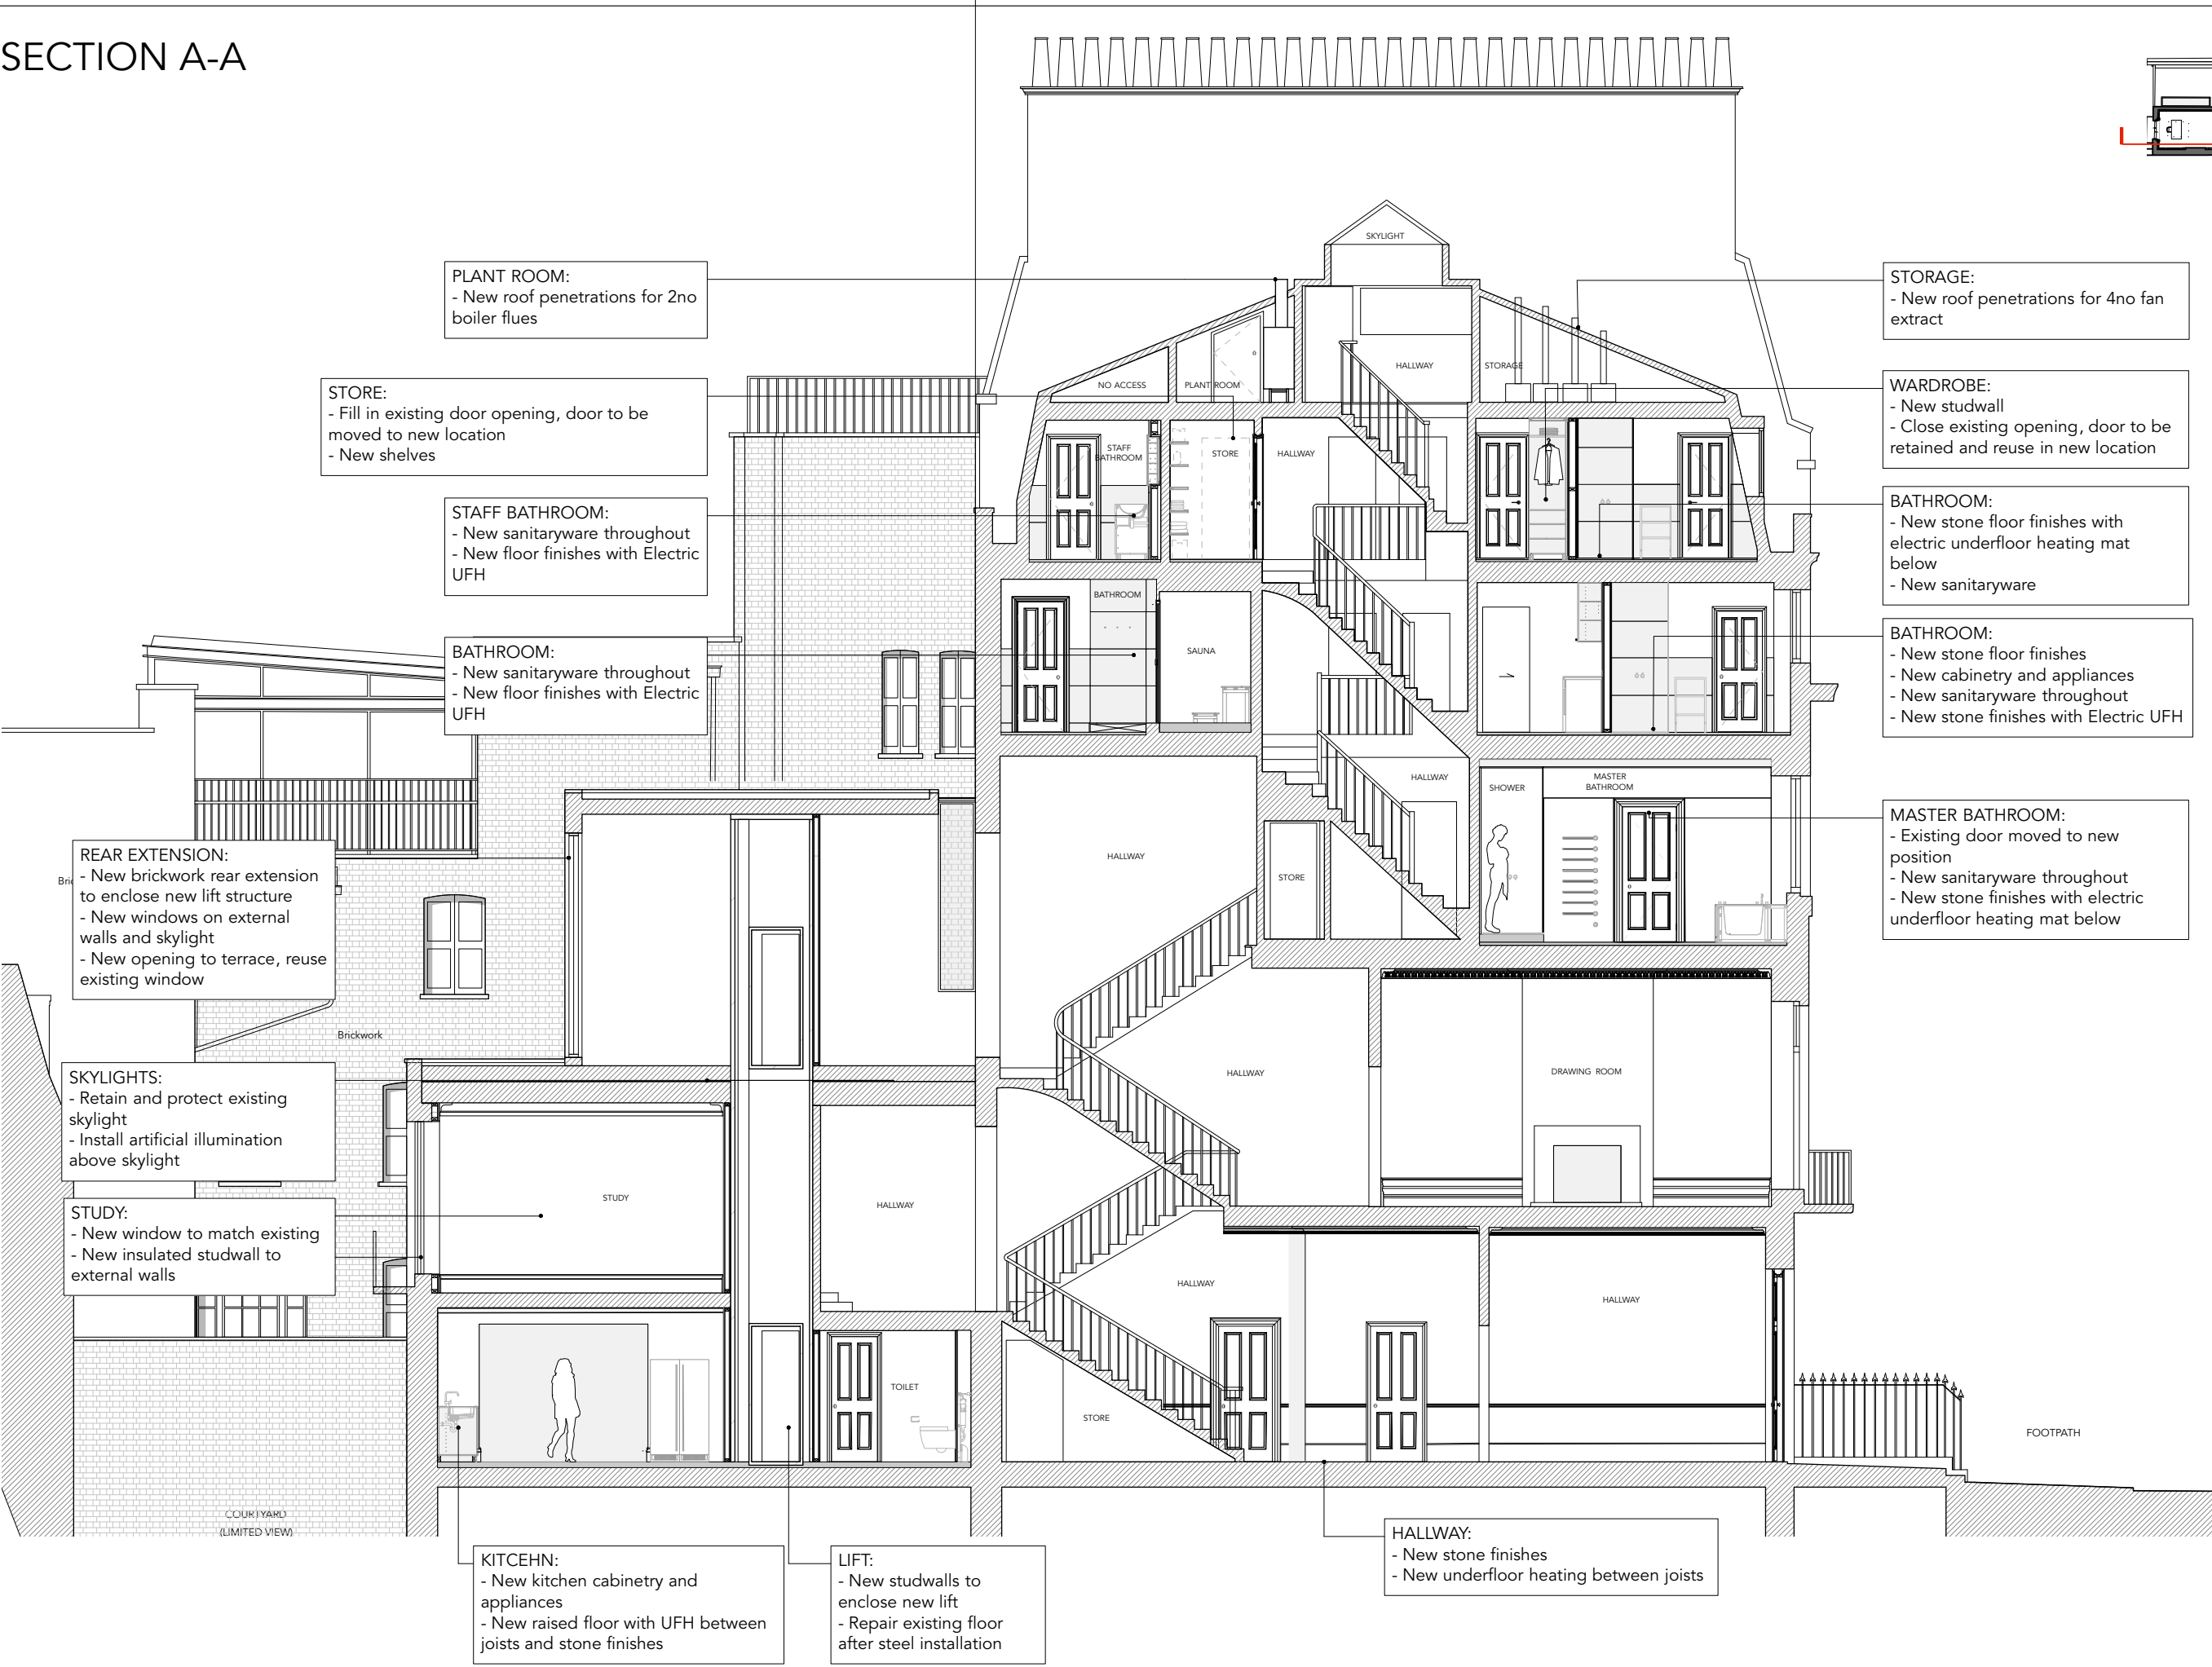 SECTION A-A
SKYLIGHT
PLANT ROOM:
- New roof penetrations for 2no
boiler flues
STORAGE:
- New roof penetrations for 4no fan
extract
NO ACCESS
PLANT ROOM
HALLWAY
STORAGE
STORE:
- Fill in existing door opening, door to be
moved to new location
- New shelves
WARDROBE:
- New studwall
- Close existing opening, door to be
retained and reuse in new location
STAFF
BATHROOM
STORE
HALLWAY
STAFF BATHROOM:
- New sanitaryware throughout
- New floor finishes with Electric
UFH
BATHROOM:
- New stone floor finishes with
electric underfloor heating mat
below
- New sanitaryware
BATHROOM
SAUNA
BATHROOM:
- New sanitaryware throughout
- New floor finishes with Electric
UFH
BATHROOM:
- New stone floor finishes
- New cabinetry and appliances
- New sanitaryware throughout
- New stone finishes with Electric UFH
HALLWAY
SHOWER
MASTER
BATHROOM
MASTER BATHROOM:
- Existing door moved to new
position
- New sanitaryware throughout
- New stone finishes with electric
underfloor heating mat below
HALLWAY
STORE
REAR EXTENSION:
- New brickwork rear extension
to enclose new lift structure
- New windows on external
walls and skylight
- New opening to terrace, reuse
existing window
Brickwork
SKYLIGHTS:
- Retain and protect existing
skylight
- Install artificial illumination
above skylight
HALLWAY
DRAWING ROOM
STUDY:
- New window to match existing
- New insulated studwall to
external walls
STUDY
HALLWAY
HALLWAY
HALLWAY
TOILET
STORE
FOOTPATH
COURTYARD
(LIMITED VIEW)
KITCEHN:
- New kitchen cabinetry and
appliances
- New raised floor with UFH between
joists and stone finishes
LIFT:
- New studwalls to
enclose new lift
- Repair existing floor
after steel installation
HALLWAY:
- New stone finishes
- New underfloor heating between joists